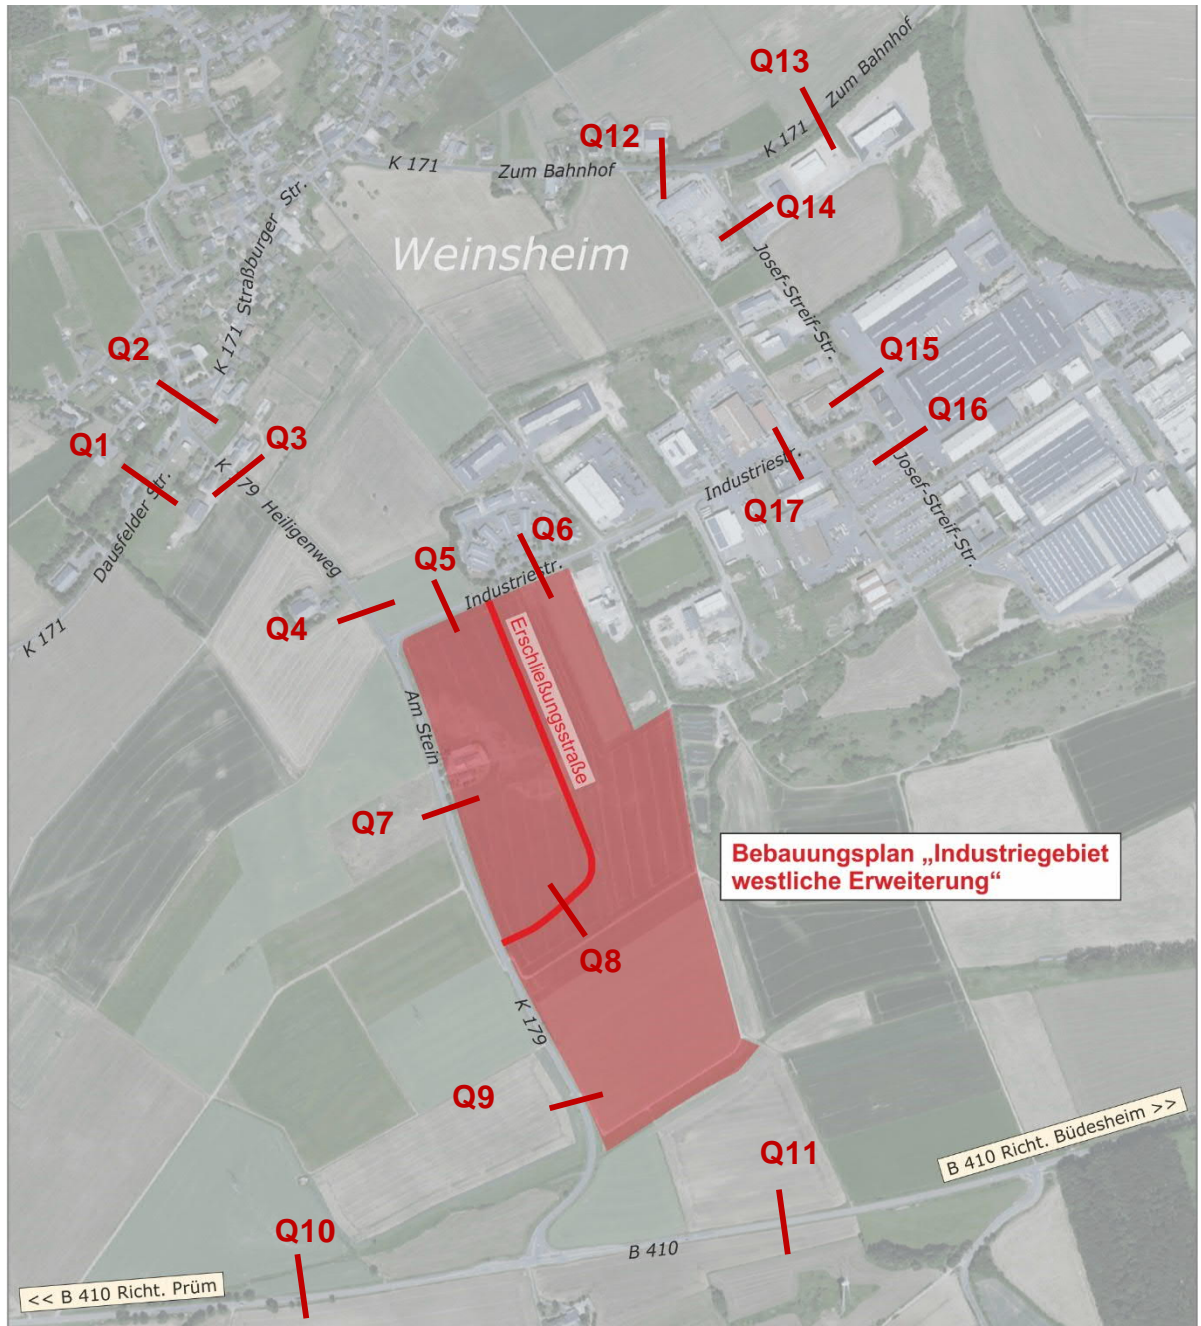 Q13
Zum Bahnhof
K 171
Q12
K 171
Zum Bahnhof
Q14
K 171 Straßburger Str.
Weinsheim
Josef-Streif-Str.
Q2
Q15
Q16
Q1
Q3
K 179 Heiligenweg
Dausfelder Str.
Industriestr.
Josef-Streif-Str.
Q17
Q6
Q5
Industriestr.
Q4
K 171
Erschließungsstraße
Am Stein
Q7
Bebauungsplan „Industriegebiet
westliche Erweiterung“
Q8
K 179
Q9
B 410 Richt. Büdesheim >>
Q11
Q10
B 410
<< B 410 Richt. Prüm